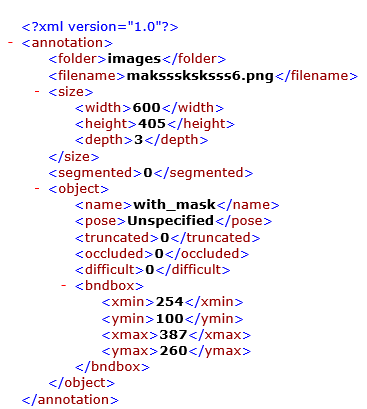 <?xml version="1.0"?>
- <annotation>
<folder>images</folder>
<filename>maksssksksss6.png</filename>
- <size>
<width>600</width>
<height>405</height>
<depth>3</depth>
</size>
<segmented>0</segmented>
- <object>
<name>with_mask</name>
<pose>Unspecified</pose>
<truncated>0</truncated>
<occluded>0</occluded>
<difficult>0</difficult>
- <bndbox>
<xmin>254</xmin>
<ymin>100</ymin>
<xmax>387</xmax>
<ymax>260</ymax>
</bndbox>
</object>
</annotation>